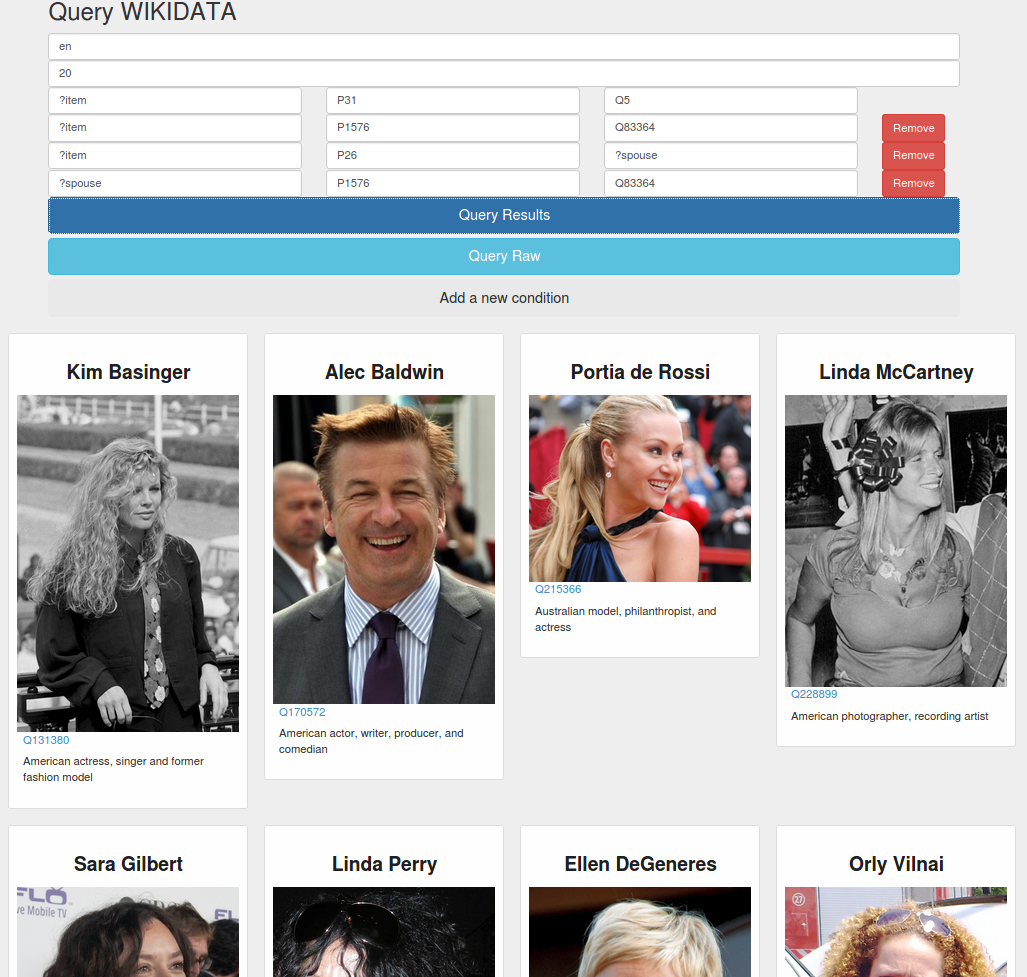 Query WIKIDATA
en
20
?item P31 Q5
?item P1576 Q83364 Remove
?item P26 ?spouse Remove
?spouse P1576 Q83364 Remove
Query Results
Query Raw
Add a new condition
Kim Basinger
Q131380
American actress, singer and former
fashion model
Alec Baldwin
Q170572
American actor, writer, producer, and
comedian
Portia de Rossi
Q215366
Australian model, philanthropist, and
actress
Linda McCartney
Q228899
American photographer, recording artist
Sara Gilbert
FLO
ve Mobile TV
FL
Linda Perry
Ellen DeGeneres
Orly Vilnai
27